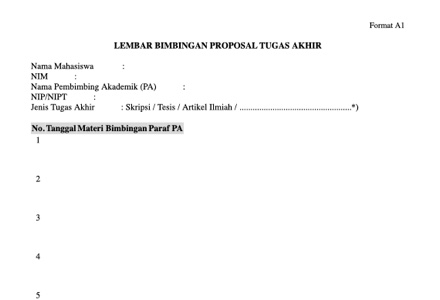 Format A1
LEMBAR BIMBINGAN PROPOSAL TUGAS AKHIR
Nama Mahasiswa :
NIM :
Nama Pembimbing Akademik (PA) :
NIP/NIPT :
Jenis Tugas Akhir : Skripsi / Tesis / Artikel Ilmiah / ....................................................*)
No. Tanggal Materi Bimbingan Paraf PA
1
2
3
4
5